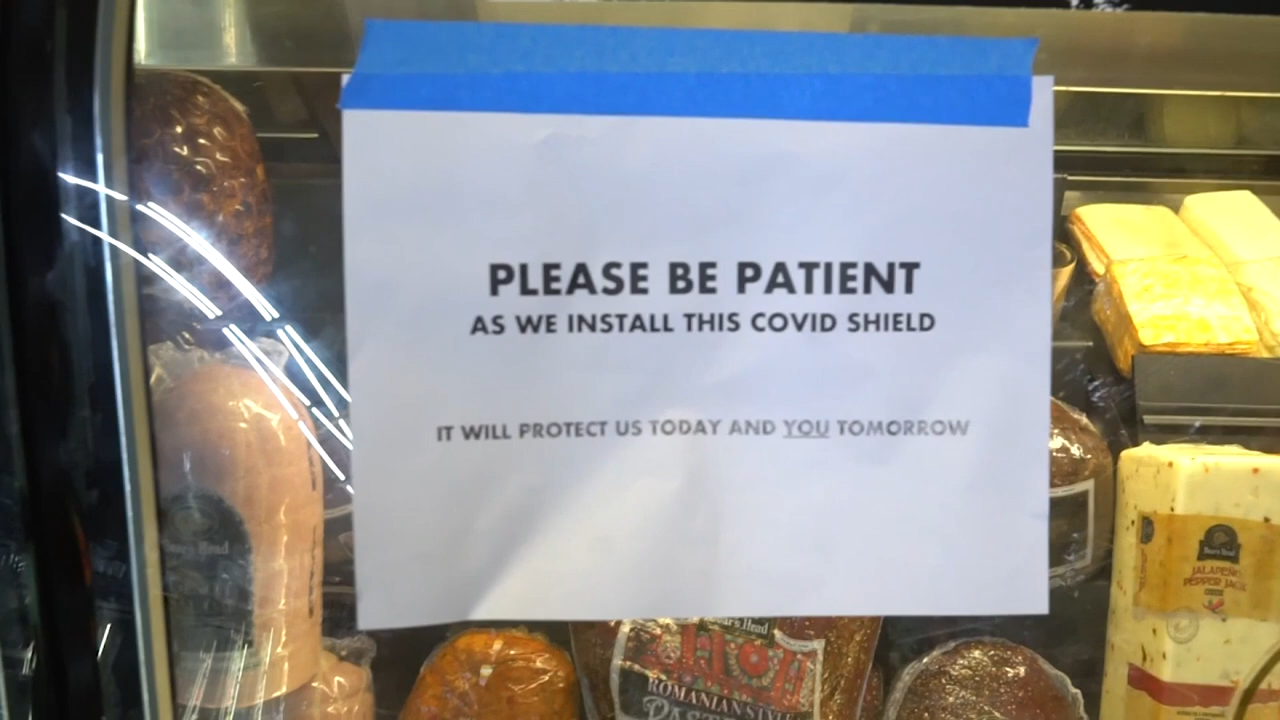 PLEASE BE PATIENT
AS WE INSTALL THIS COVID SHIELD
IT WILL PROTECT US TODAY AND YOU TOMORROW
Boar's Head
JALAPEÑO
PEPPER JACK
ROMANIAN STYLE